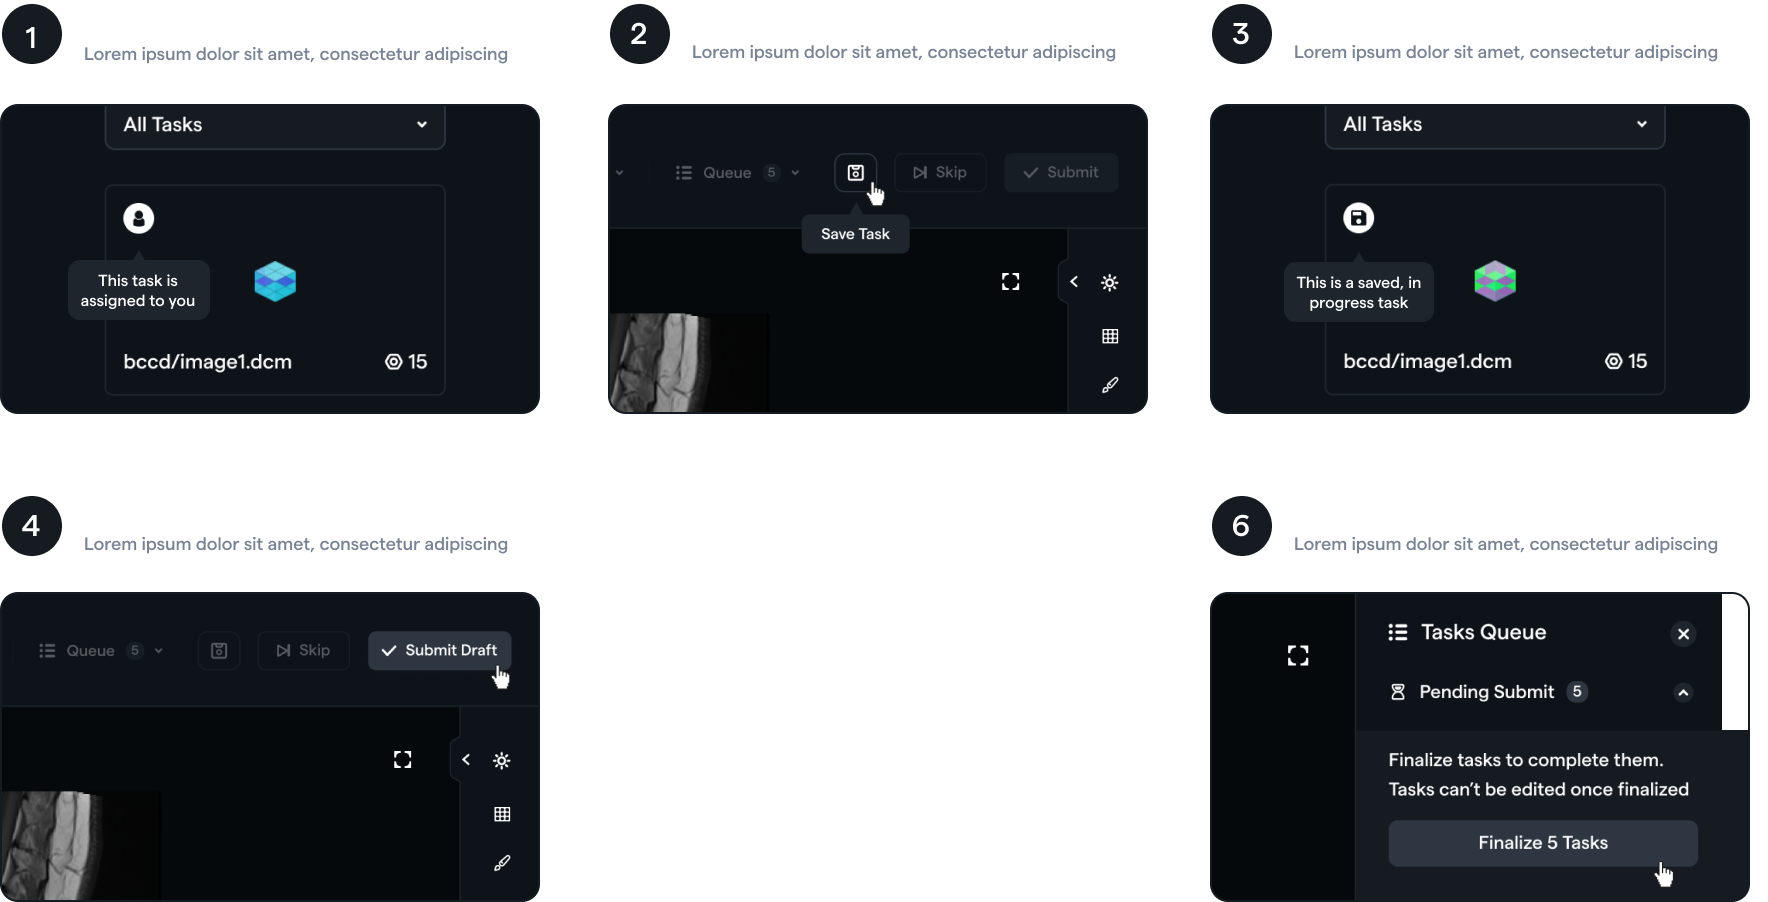 1
Lorem ipsum dolor sit amet, consectetur adipiscing
All Tasks
This task is
assigned to you
bccd/image1.dcm
15
2
Lorem ipsum dolor sit amet, consectetur adipiscing
Queue 5
Skip
Submit
Save Task
3
Lorem ipsum dolor sit amet, consectetur adipiscing
All Tasks
This is a saved, in
progress task
bccd/image1.dcm
15
4
Lorem ipsum dolor sit amet, consectetur adipiscing
Queue 5
Skip
Submit Draft
6
Lorem ipsum dolor sit amet, consectetur adipiscing
Tasks Queue
Pending Submit 5
Finalize tasks to complete them.
Tasks can’t be edited once finalized
Finalize 5 Tasks